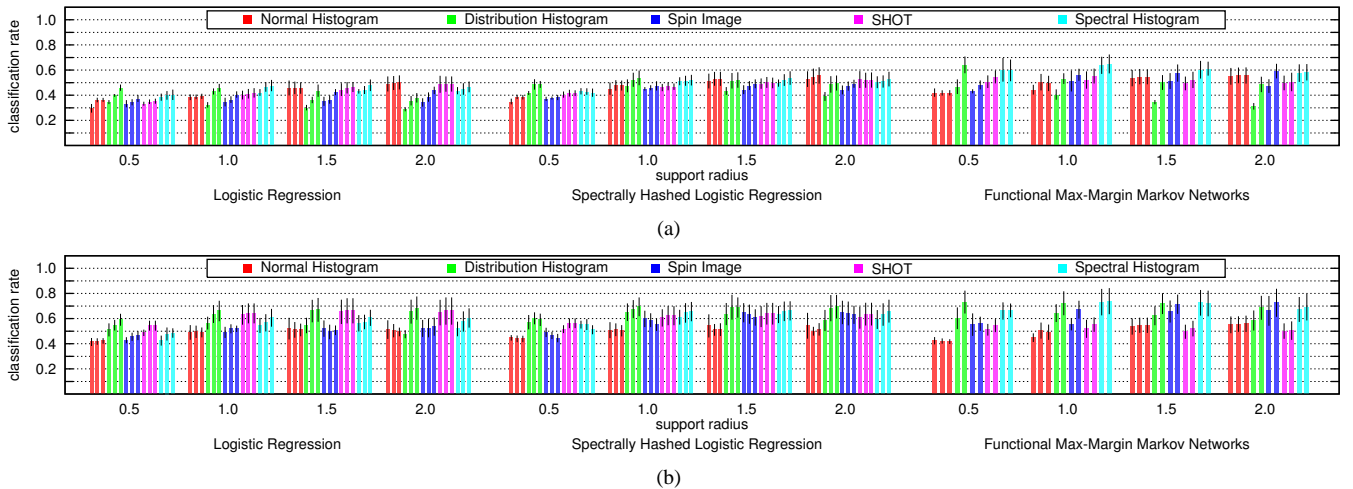 1.0
0.8
0.6
0.4
0.2
classification rate
Normal Histogram Distribution Histogram Spin Image SHOT Spectral Histogram
0.5 1.0 1.5 2.0 0.5 1.0 1.5 2.0 0.5 1.0 1.5 2.0
support radius
Logistic Regression Spectrally Hashed Logistic Regression Functional Max-Margin Markov Networks
(a)
1.0
0.8
0.6
0.4
0.2
classification rate
Normal Histogram Distribution Histogram Spin Image SHOT Spectral Histogram
0.5 1.0 1.5 2.0 0.5 1.0 1.5 2.0 0.5 1.0 1.5 2.0
support radius
Logistic Regression Spectrally Hashed Logistic Regression Functional Max-Margin Markov Networks
(b)